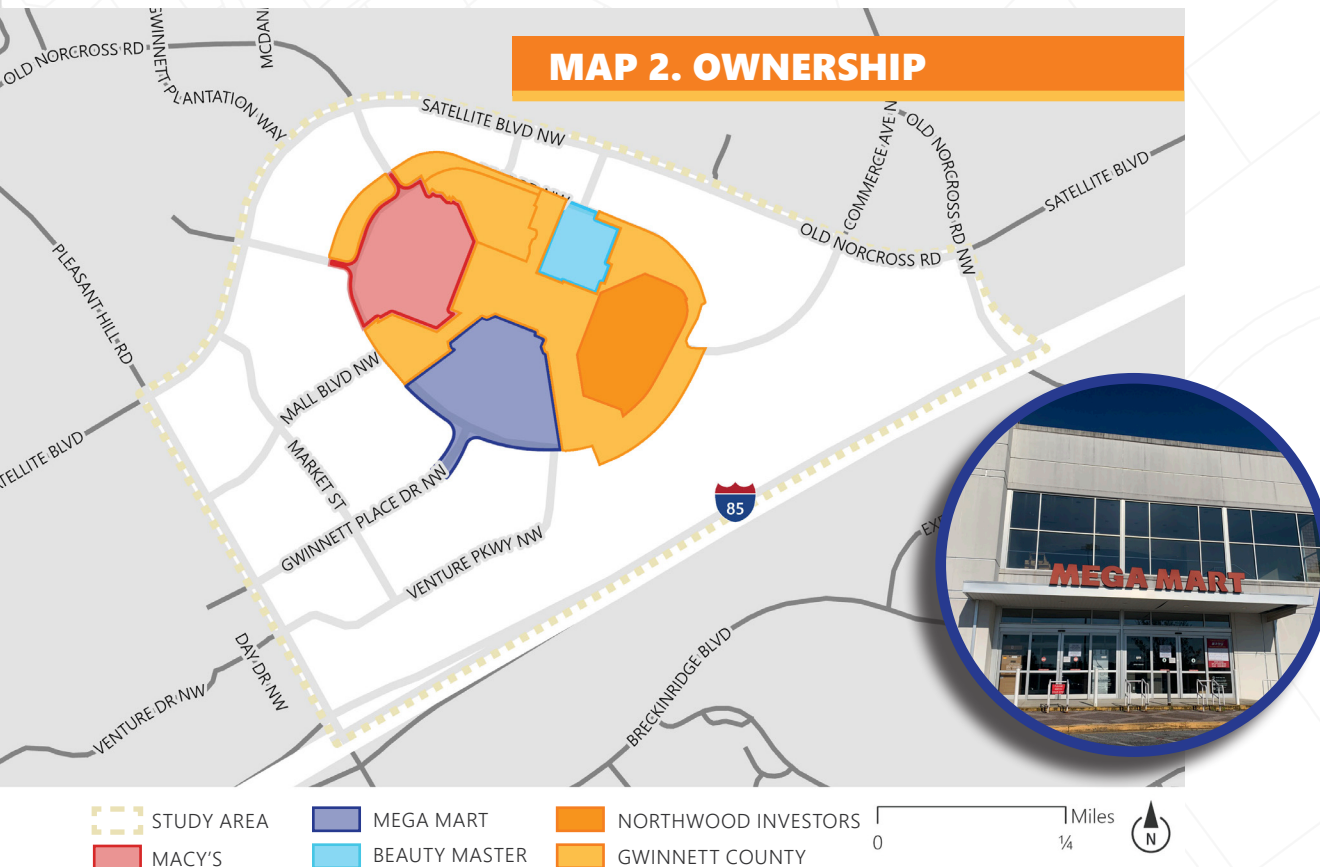 MAP 2. OWNERSHIP
OLD NORCROSS RD
GWINNETT PLANTATION WAY
SATELLITE BLVD NW
COMMERCE AVE N
OLD NORCROSS RD NW
SATELLITE BLVD
OLD NORCROSS RD
PLEASANT HILL RD
MALL BLVD NW
MARKET ST
GWINNETT PLACE DR NW
VENTURE PKWY NW
85
MEGA MART
DAY DR NW
VENTURE DR NW
BRECKINRIDGE BLVD
STUDY AREA
MEGA MART
NORTHWOOD INVESTORS
MACY'S
BEAUTY MASTER
GWINNETT COUNTY
0
1/4
Miles
N